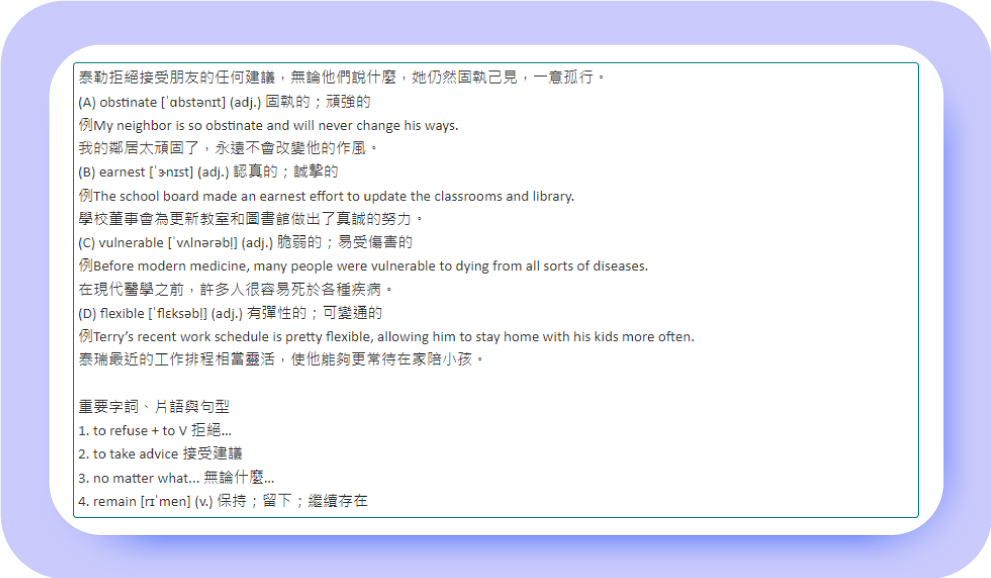 泰勒拒絕接受朋友的任何建議，無論他們說什麼，她仍然固執己見，一意孤行。
(A) obstinate [ˋɑbstənɪt] (adj.) 固執的；頑強的
例My neighbor is so obstinate and will never change his ways.
我的鄰居太頑固了，永遠不會改變他的作風。
(B) earnest [ˋɝnɪst] (adj.) 認真的；誠摯的
例The school board made an earnest effort to update the classrooms and library.
學校董事會為更新教室和圖書館做出了真誠的努力。
(C) vulnerable [ˋvʌlnərəbḷ] (adj.) 脆弱的；易受傷害的
例Before modern medicine, many people were vulnerable to dying from all sorts of diseases.
在現代醫學之前，許多人很容易死於各種疾病。
(D) flexible [ˋflɛksəbḷ] (adj.) 有彈性的；可變通的
例Terry’s recent work schedule is pretty flexible, allowing him to stay home with his kids more often.
泰瑞最近的工作排程相當靈活，使他能夠更常待在家陪小孩。
重要字詞、片語與句型
1. to refuse + to V 拒絕…
2. to take advice 接受建議
3. no matter what… 無論什麼…
4. remain [rɪˋmen] (v.) 保持；留下；繼續存在